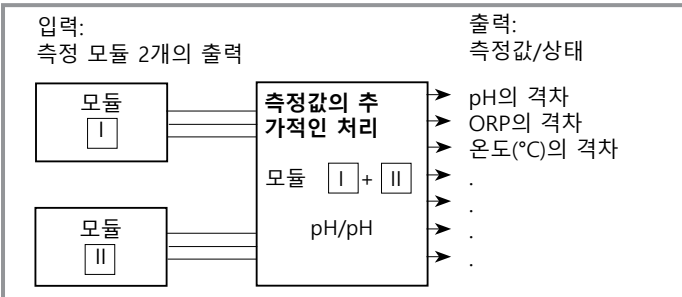 입력:
측정 모듈 2개의 출력
출력:
측정값/상태
모듈
I
모듈
II
측정값의 추
가적인 처리
모듈 I + II
pH/pH
pH의 격차
ORP의 격차
온도(°C)의 격차
.
.
.
.